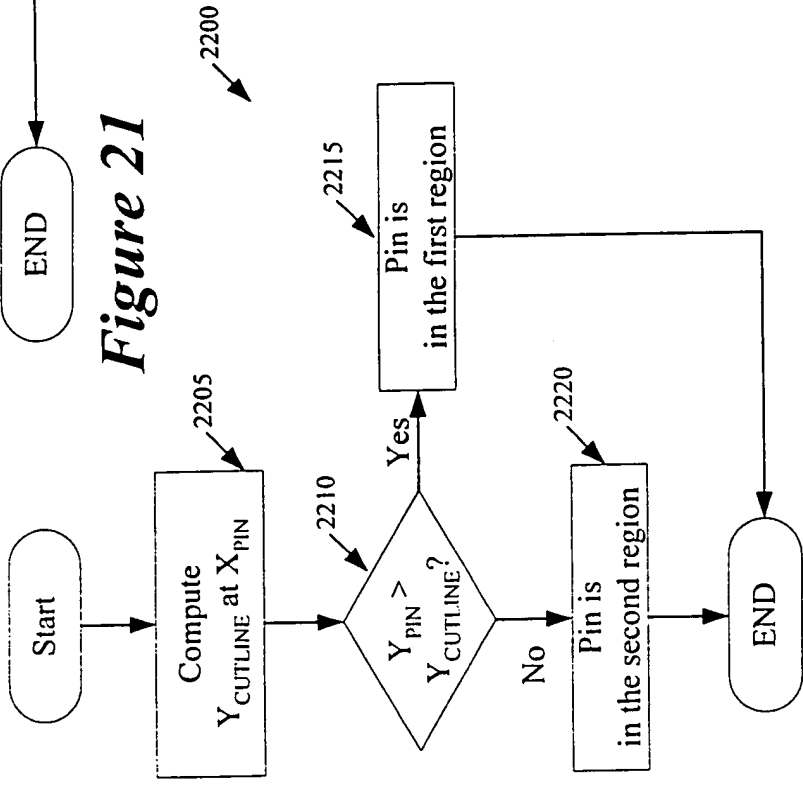 END
Figure 21
2200
Start
2205
Compute
Y_CUTLINE at X_PIN
2210
Y_PIN >
Y_CUTLINE?
Yes
2215
Pin is
in the first region
No
2220
Pin is
in the second region
END